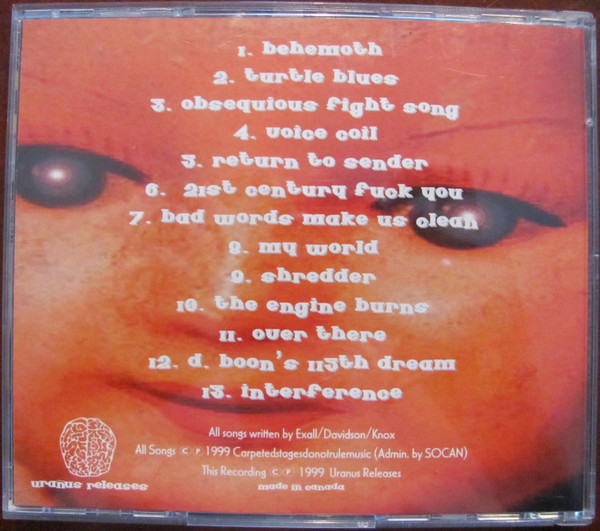 1. behemoth
2. turtle blues
3. obsequious fight song
4. voice coil
5. return to sender
6. 21st century fuck you
7. bad words make us clean
8. my world
9. shredder
10. the engine burns
11. over there
12. d. boon's 115th dream
13. interference
All songs written by Exall/Davidson/Knox
All Songs Ⓒ Ⓟ 1999 Carpetedstagesdonotrulemusic (Admin. by SOCAN)
This Recording Ⓒ Ⓟ 1999 Uranus Releases
uranus releases
made in canada